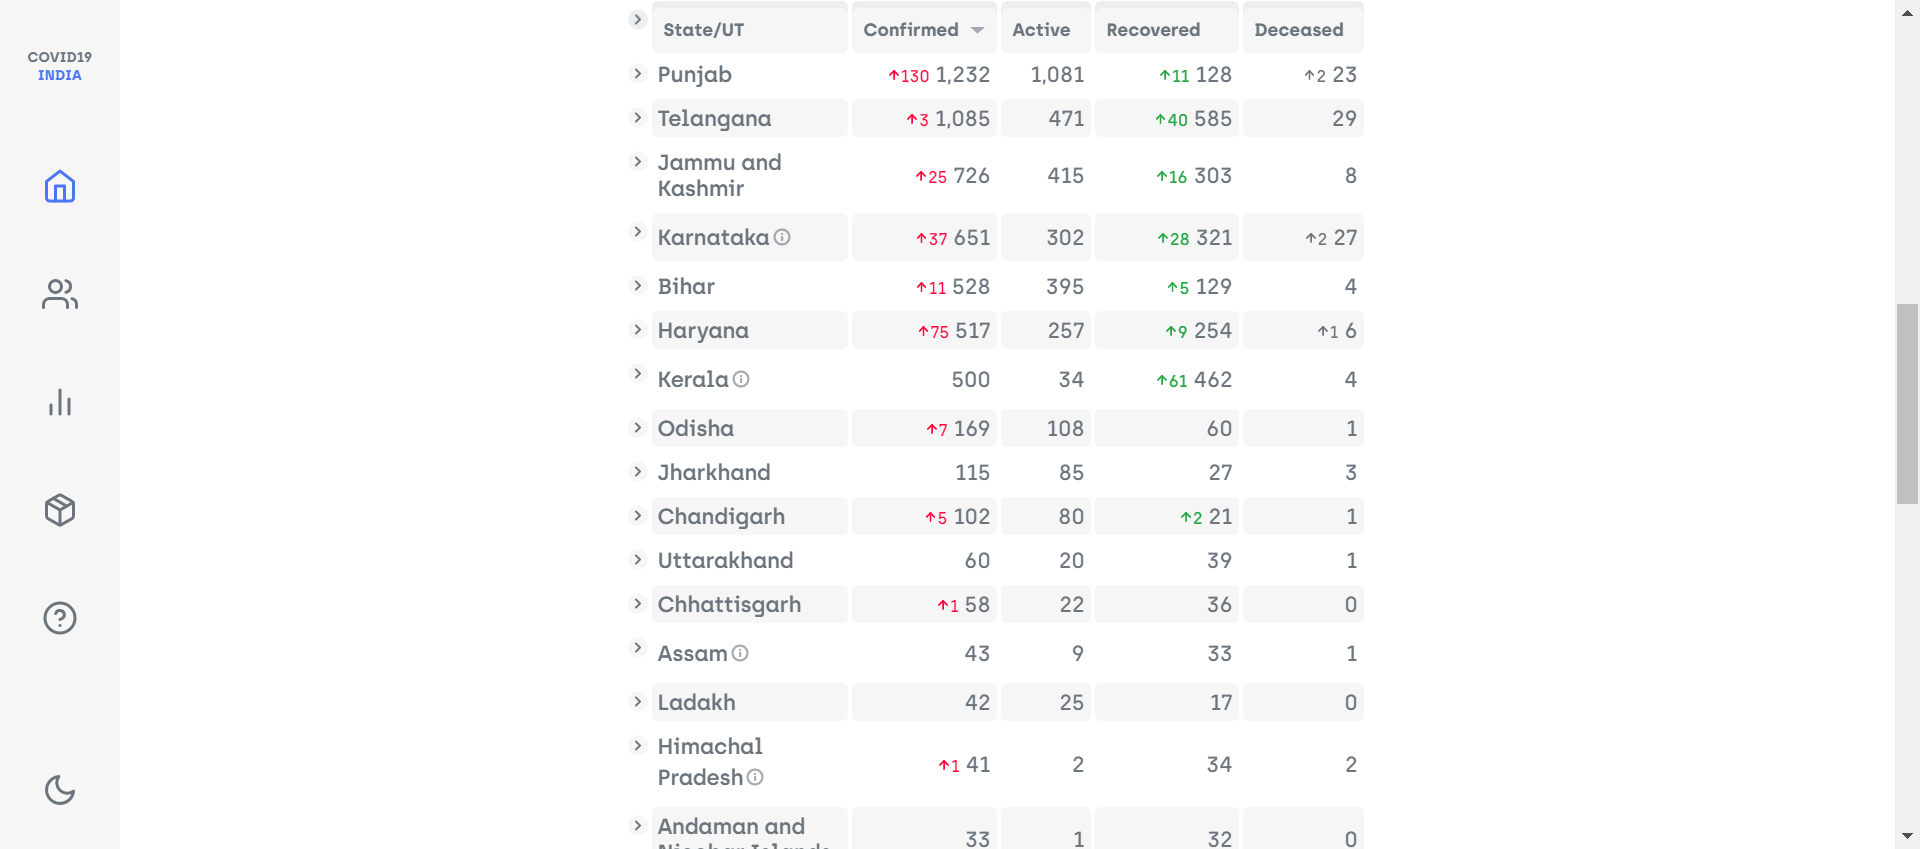 COVID19
INDIA
State/UT Confirmed Active Recovered Deceased
Punjab ↑130 1,232 1,081 ↑11 128 ↑2 23
Telangana ↑3 1,085 471 ↑40 585 29
Jammu and
Kashmir ↑25 726 415 ↑16 303 8
Karnataka ↑37 651 302 ↑28 321 ↑2 27
Bihar ↑11 528 395 ↑5 129 4
Haryana ↑75 517 257 ↑9 254 ↑1 6
Kerala 500 34 ↑61 462 4
Odisha ↑7 169 108 60 1
Jharkhand 115 85 27 3
Chandigarh ↑5 102 80 ↑2 21 1
Uttarakhand 60 20 39 1
Chhattisgarh ↑1 58 22 36 0
Assam 43 9 33 1
Ladakh 42 25 17 0
Himachal
Pradesh ↑1 41 2 34 2
Andaman and
33 1 32 0